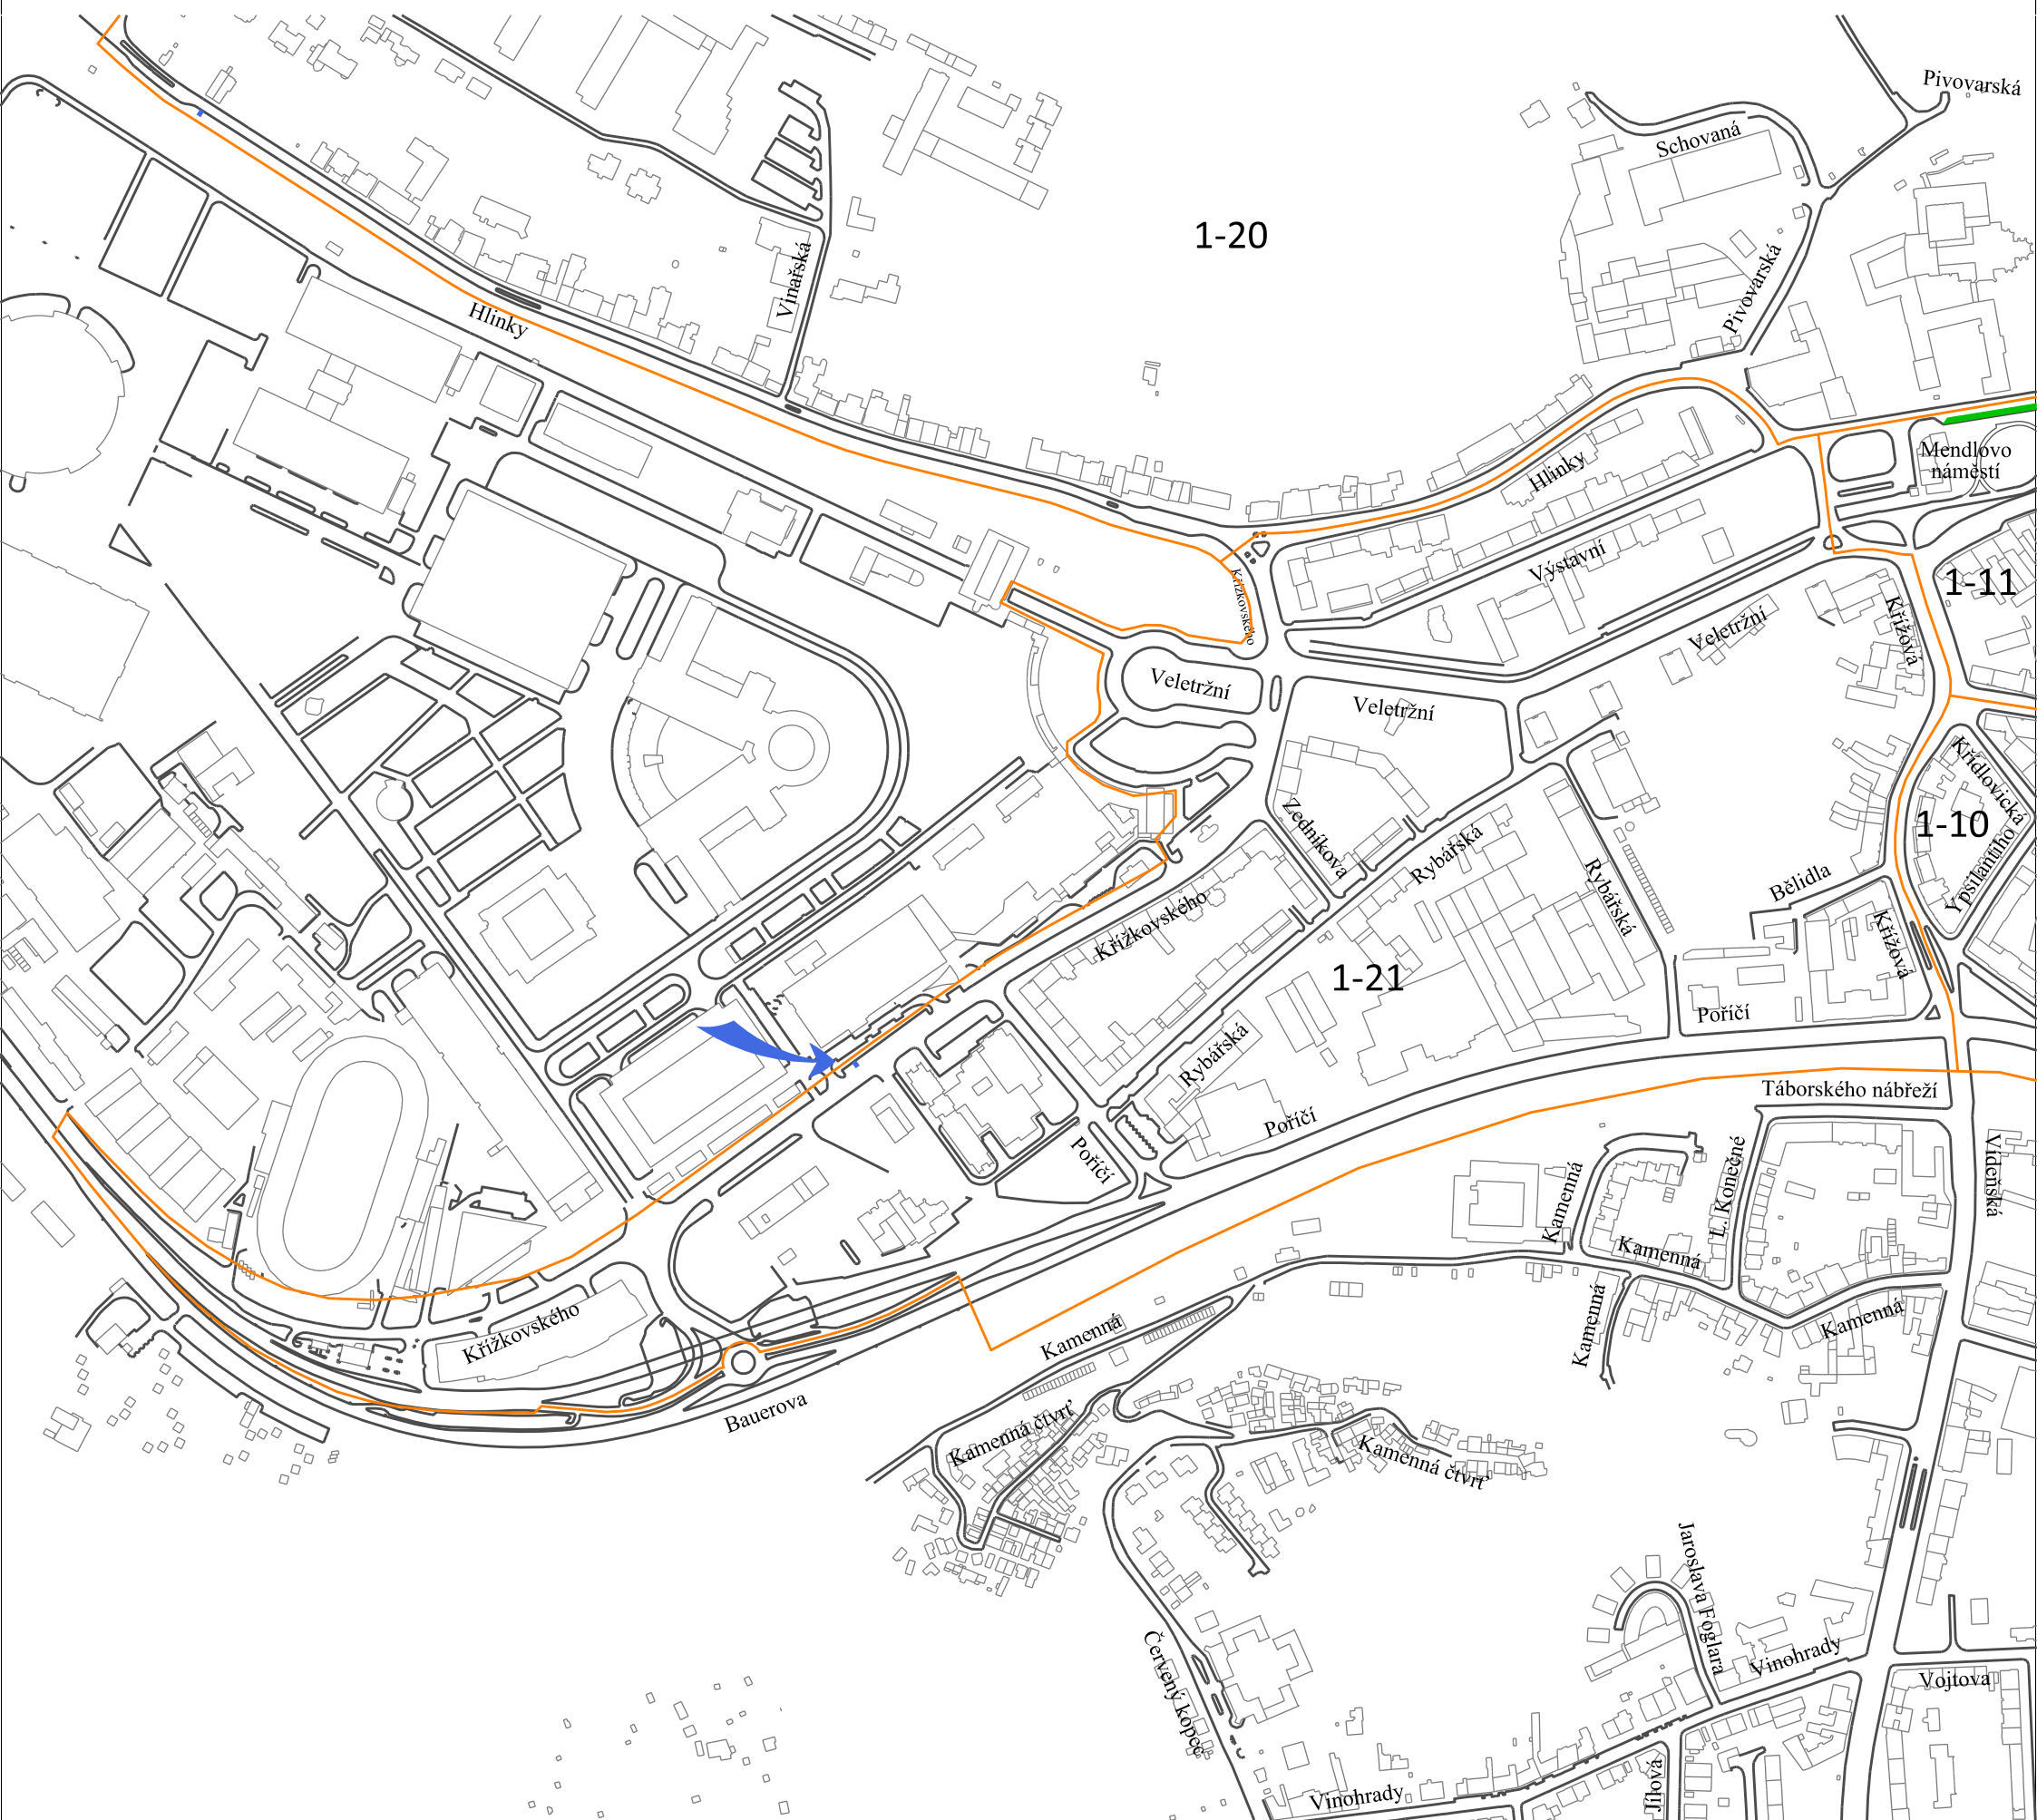 Pivovarská
Schovaná
1-20
Vinařská
Pivovarská
Hlinky
Mendlovo
náměstí
Hlinky
Výstavní
1-11
Křížkovského
Křížová
Veletržní
Veletržní
Veletržní
Křídlovická
1-10
Zedníkova
Rybářská
Ypsilantiho
Bělidla
Rybářská
Křížkovského
Křížová
1-21
Poříčí
Rybářská
Táborského nábřeží
Poříčí
Poříčí
Vídeňská
Kamenná
L. Konečné
Kamenná
Křížkovského
Kamenná
Kamenná
Kamenná
Bauerova
Kamenná čtvrť
Kamenná čtvrť
Jaroslava Foglara
Červený kopec
Vinohrady
Vojtova
Jílová
Vinohrady